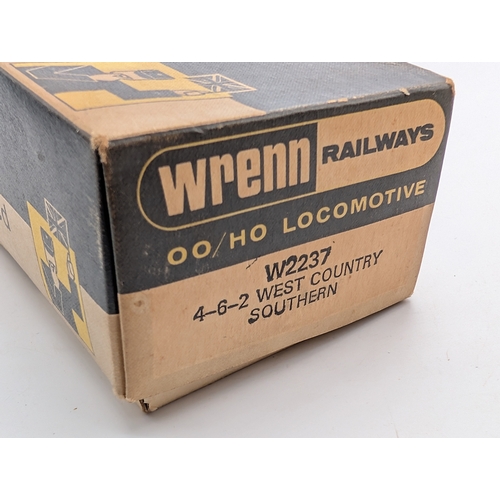 wrenn RAILWAYS
OO/HO LOCOMOTIVE
W2237
4-6-2 WEST COUNTRY
SOUTHERN